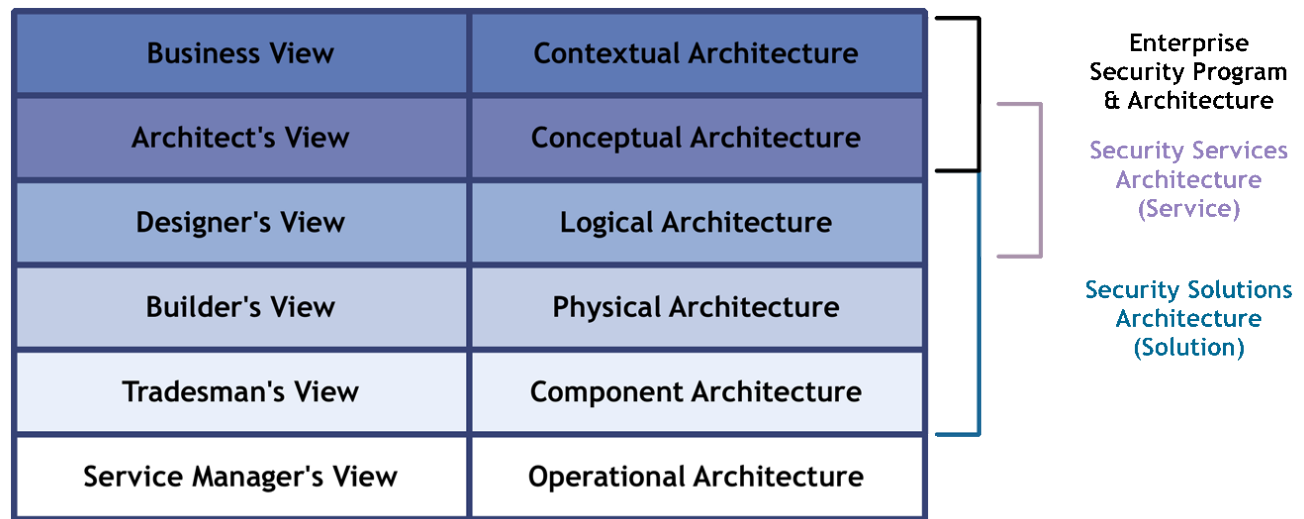 Business View
Contextual Architecture
Architect's View
Conceptual Architecture
Designer's View
Logical Architecture
Builder's View
Physical Architecture
Tradesman's View
Component Architecture
Service Manager's View
Operational Architecture
Enterprise
Security Program
& Architecture
Security Services
Architecture
(Service)
Security Solutions
Architecture
(Solution)